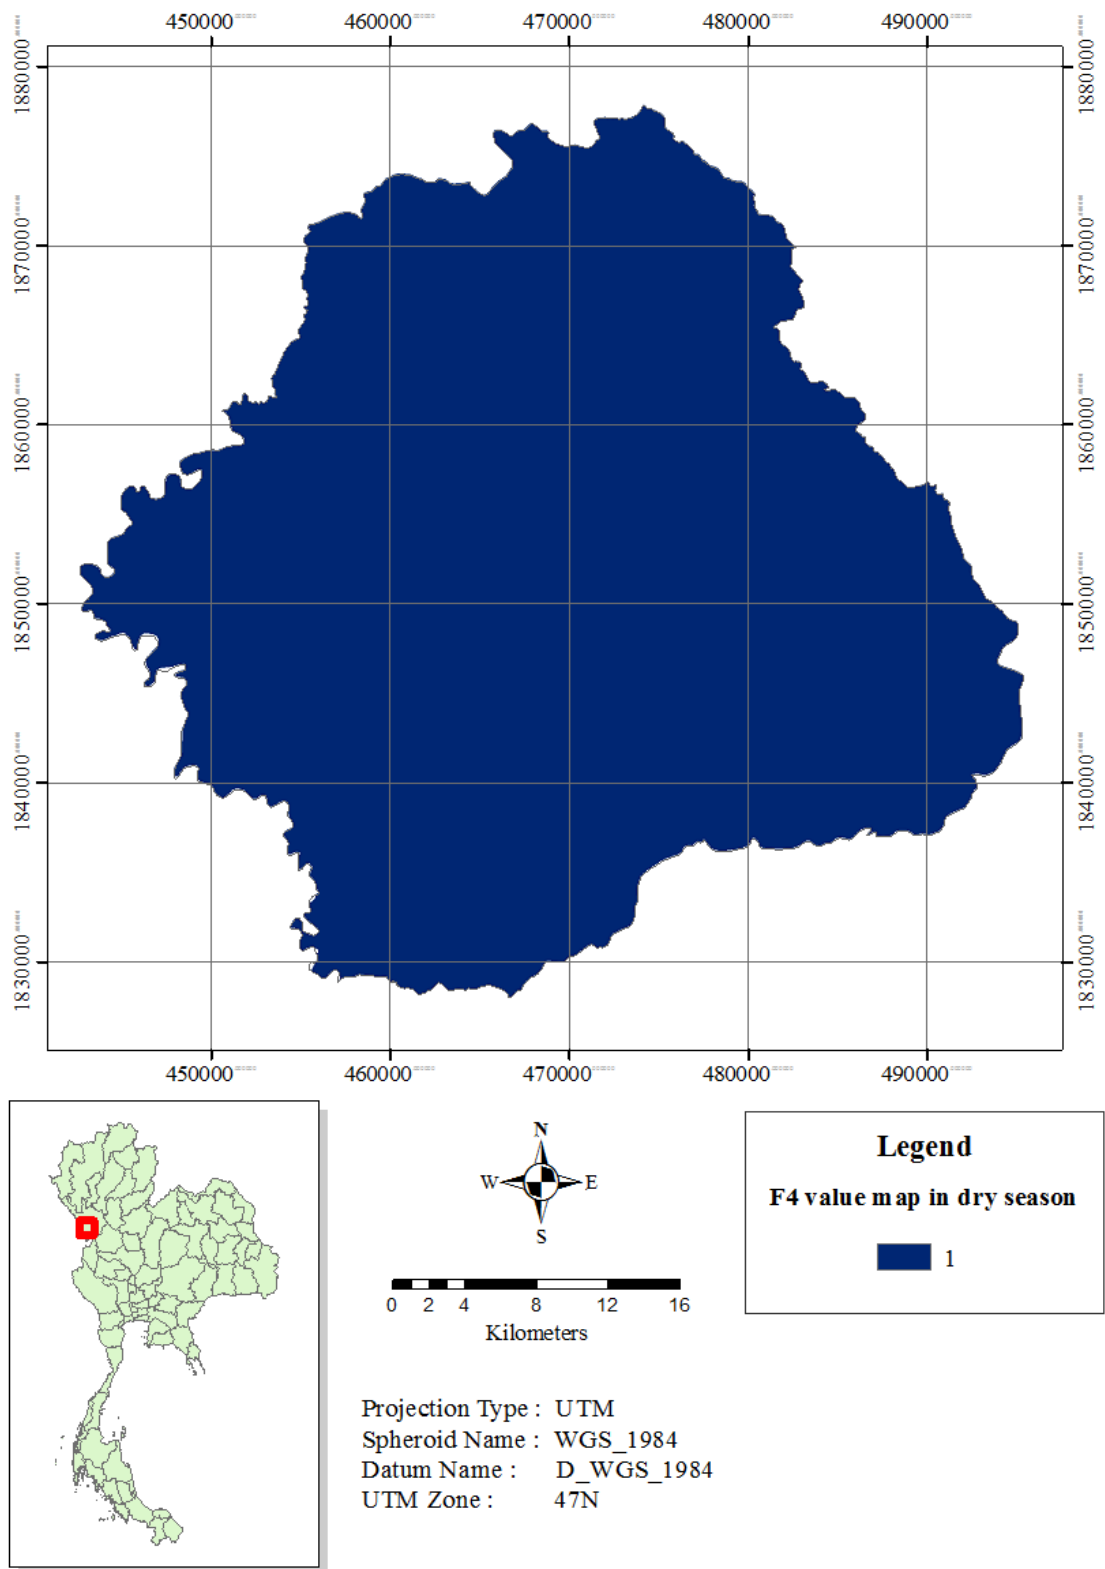 450000 460000 470000 480000 490000
1880000 1880000
1870000 1870000
1860000 1860000
1850000 1850000
1840000 1840000
1830000 1830000
450000 460000 470000 480000 490000
N
W E
S
0 2 4 8 12 16
Kilometers
Legend
F4 value map in dry season
1
Projection Type : UTM
Spheroid Name : WGS_1984
Datum Name : D_WGS_1984
UTM Zone : 47N